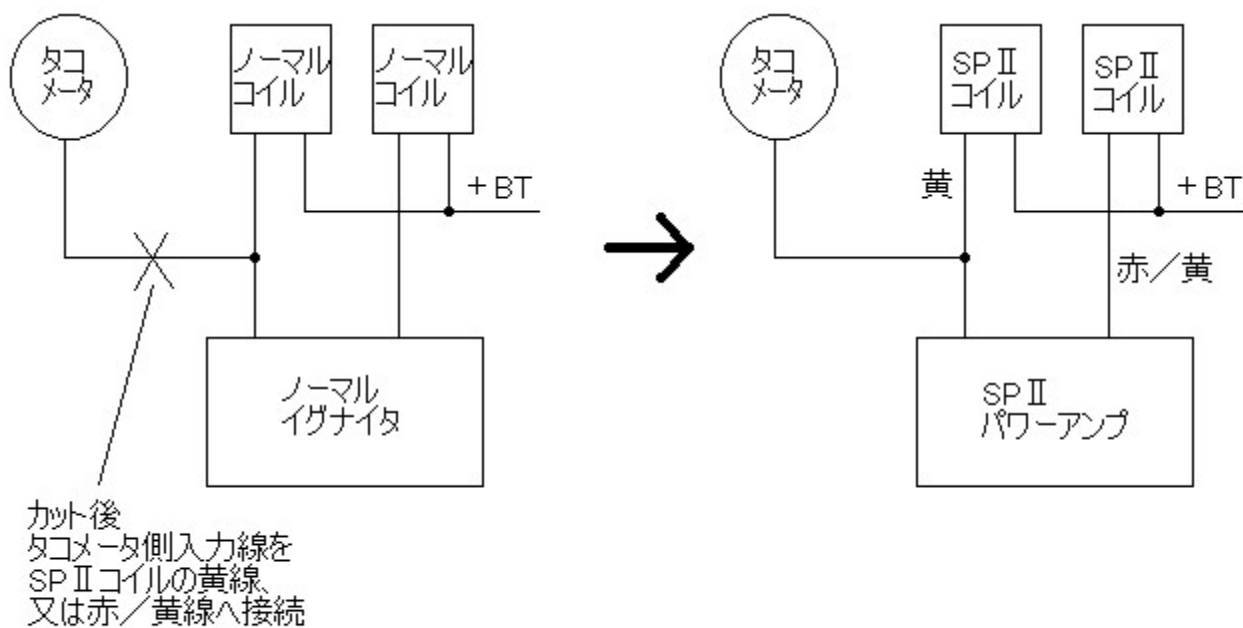 タコ
メータ
ノーマル
コイル
ノーマル
コイル
+BT
ノーマル
イグナイタ
カット後
タコメータ側入力線を
SPⅡコイルの黄線、
又は赤／黄線へ接続
タコ
メータ
SPⅡ
コイル
SPⅡ
コイル
黄
+BT
赤／黄
SPⅡ
パワーアンプ